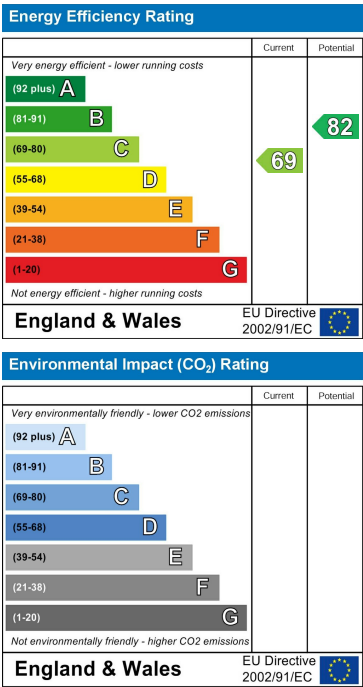 Energy Efficiency Rating
Current Potential
Very energy efficient - lower running costs
(92 plus) A
(81-91) B
(69-80) C
(55-68) D
(39-54) E
(21-38) F
(1-20) G
69
82
Not energy efficient - higher running costs
England & Wales
EU Directive
2002/91/EC
Environmental Impact (CO₂) Rating
Current Potential
Very environmentally friendly - lower CO2 emissions
(92 plus) A
(81-91) B
(69-80) C
(55-68) D
(39-54) E
(21-38) F
(1-20) G
Not environmentally friendly - higher CO2 emissions
England & Wales
EU Directive
2002/91/EC